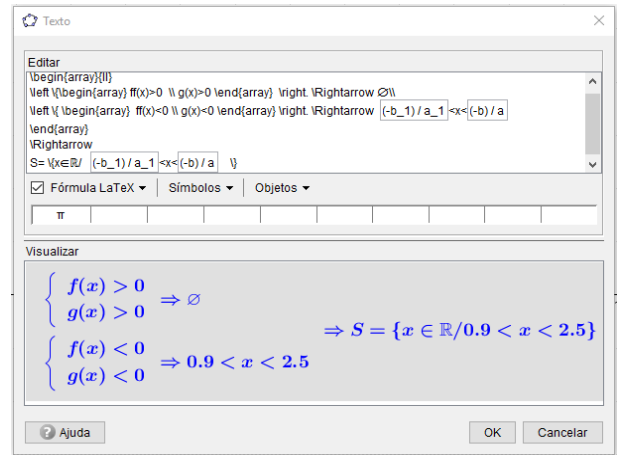 Texto
Editar
\begin{array}{ll}
\left \{\begin{array} ff(x)>0 \\ g(x)>0 \end{array} \right. \Rightarrow ∅\\
\left \{ \begin{array} ff(x)<0 \\ g(x)<0 \end{array} \right. \Rightarrow (-b_1) / a_1 <x< (-b) / a
\end{array}
\Rightarrow
S= \{x∈ℝ/ (-b_1) / a_1 <x< (-b) / a \}
Fórmula LaTeX Símbolos Objetos
π
Visualizar
f(x) > 0
g(x) > 0 ⇒ ∅
⇒ S = {x ∈ ℝ/0.9 < x < 2.5}
f(x) < 0
g(x) < 0 ⇒ 0.9 < x < 2.5
Ajuda OK Cancelar